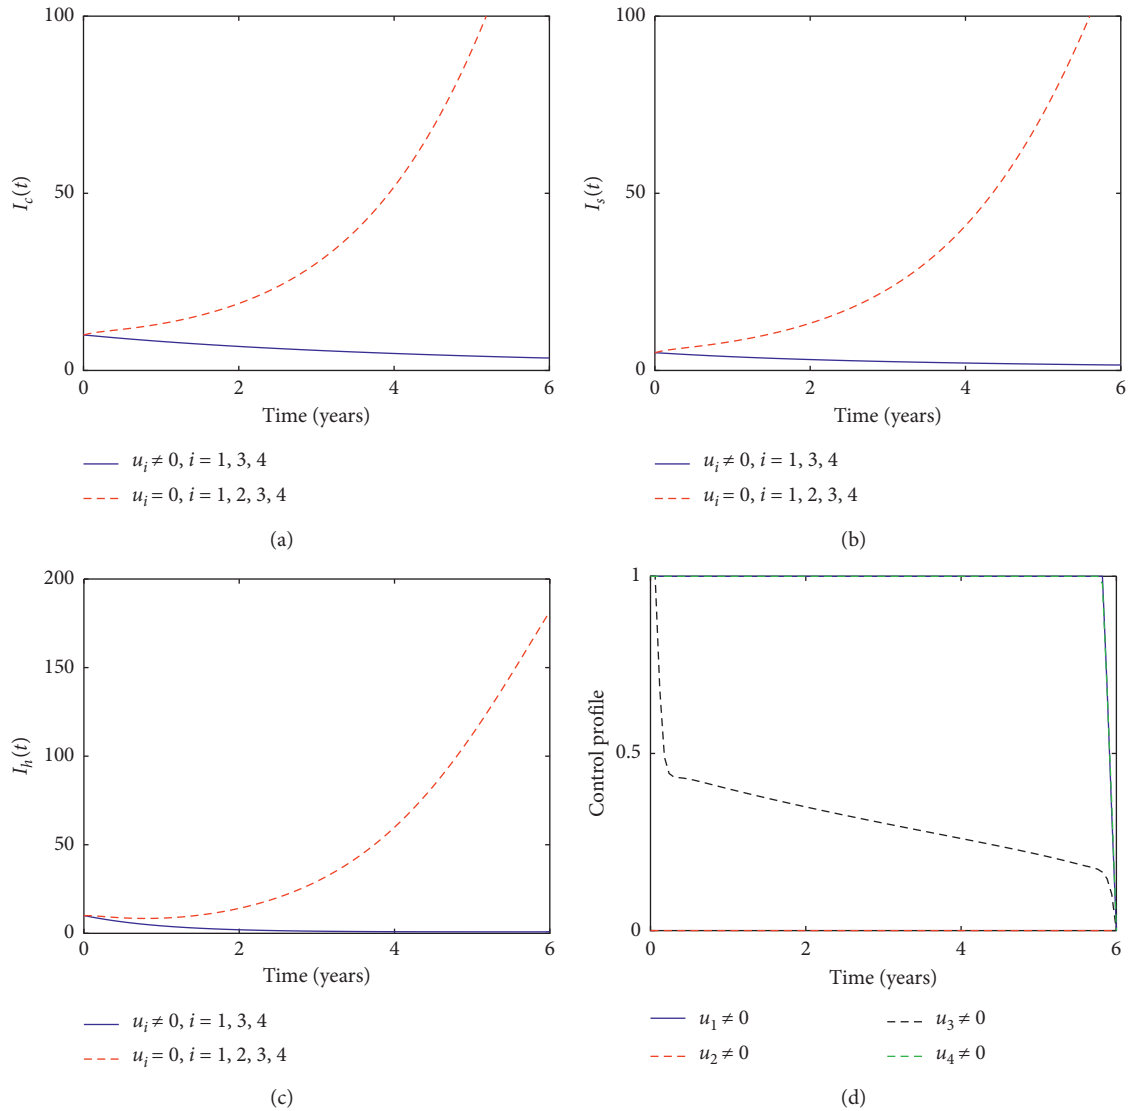 100
50
0
I_c(t)
0 2 4 6
Time (years)
u_i ≠ 0, i = 1, 3, 4
u_i = 0, i = 1, 2, 3, 4
(a)
100
50
0
I_s(t)
0 2 4 6
Time (years)
u_i ≠ 0, i = 1, 3, 4
u_i = 0, i = 1, 2, 3, 4
(b)
200
150
100
50
0
I_h(t)
0 2 4 6
Time (years)
u_i ≠ 0, i = 1, 3, 4
u_i = 0, i = 1, 2, 3, 4
(c)
1
0.5
0
Control profile
0 2 4 6
Time (years)
u_1 ≠ 0
u_2 ≠ 0
u_3 ≠ 0
u_4 ≠ 0
(d)